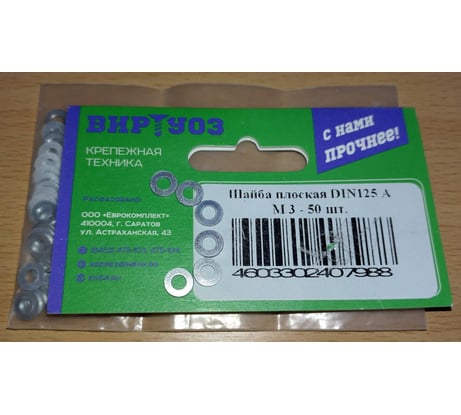 ВИРТУОЗ
КРЕПЕЖНАЯ
ТЕХНИКА
с нами
прочнее!
РАСФАСОВАНО:
ООО «ЕВРОКОМПЛЕКТ»
410004, г. САРАТОВ
УЛ. АСТРАХАНСКАЯ, 43
Шайба плоская DIN125 A
М 3 - 50 шт.
4603302407988